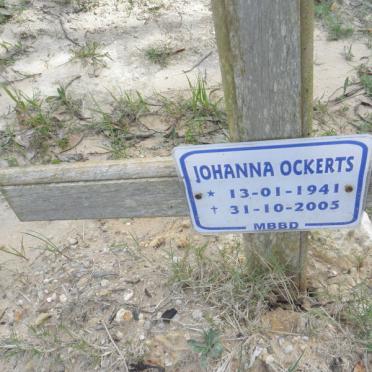 JOHANNA OCKERTS
* 13-01-1941
† 31-10-2005
MBBD